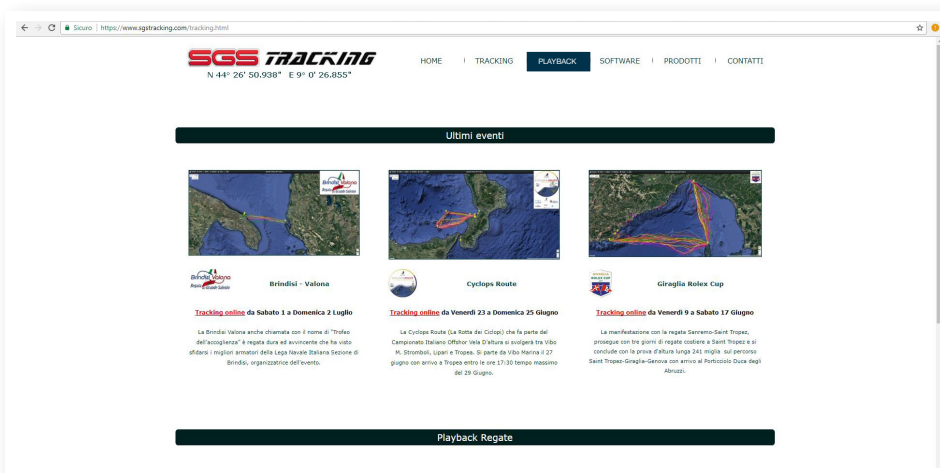 Sicuro | https://www.sgstracking.com/tracking.html
SGS TRACKING
N 44° 26' 50.938" E 9° 0' 26.855"
HOME | TRACKING PLAYBACK SOFTWARE | PRODOTTI | CONTATTI
Ultimi eventi
Brindisi Valona
Brindisi Valona
Brindisi - Valona
Cyclops Route
GIRAGLIA
ROLEX CUP
Giraglia Rolex Cup
Tracking online da Sabato 1 a Domenica 2 Luglio
La Brindisi Valona anche chiamata con il nome di "Trofeo
dell'accoglienza" è regata dura ed avvincente che ha visto
sfidarsi i migliori armatori della Lega Navale Italiana Sezione di
Brindisi, organizzatrice dell'evento.
Tracking online da Venerdì 23 a Domenica 25 Giugno
La Cyclops Route (La Rotta dei Ciclopi) che fa parte del
Campionato Italiano Offshor Vela D'altura si svolgerà tra Vibo
M. Stromboli, Lipari e Tropea. Si parte da Vibo Marina il 27
giugno con arrivo a Tropea entro le ore 17:30 tempo massimo
del 29 Giugno.
Tracking online da Venerdì 9 a Sabato 17 Giugno
La manifestazione con la regata Sanremo-Saint Tropez,
prosegue con tre giorni di regate costiere a Saint Tropez e si
conclude con la prova d'altura lunga 241 miglia sul percorso
Saint Tropez-Giraglia-Genova con arrivo al Porticciolo Duca degli
Abruzzi.
Playback Regate